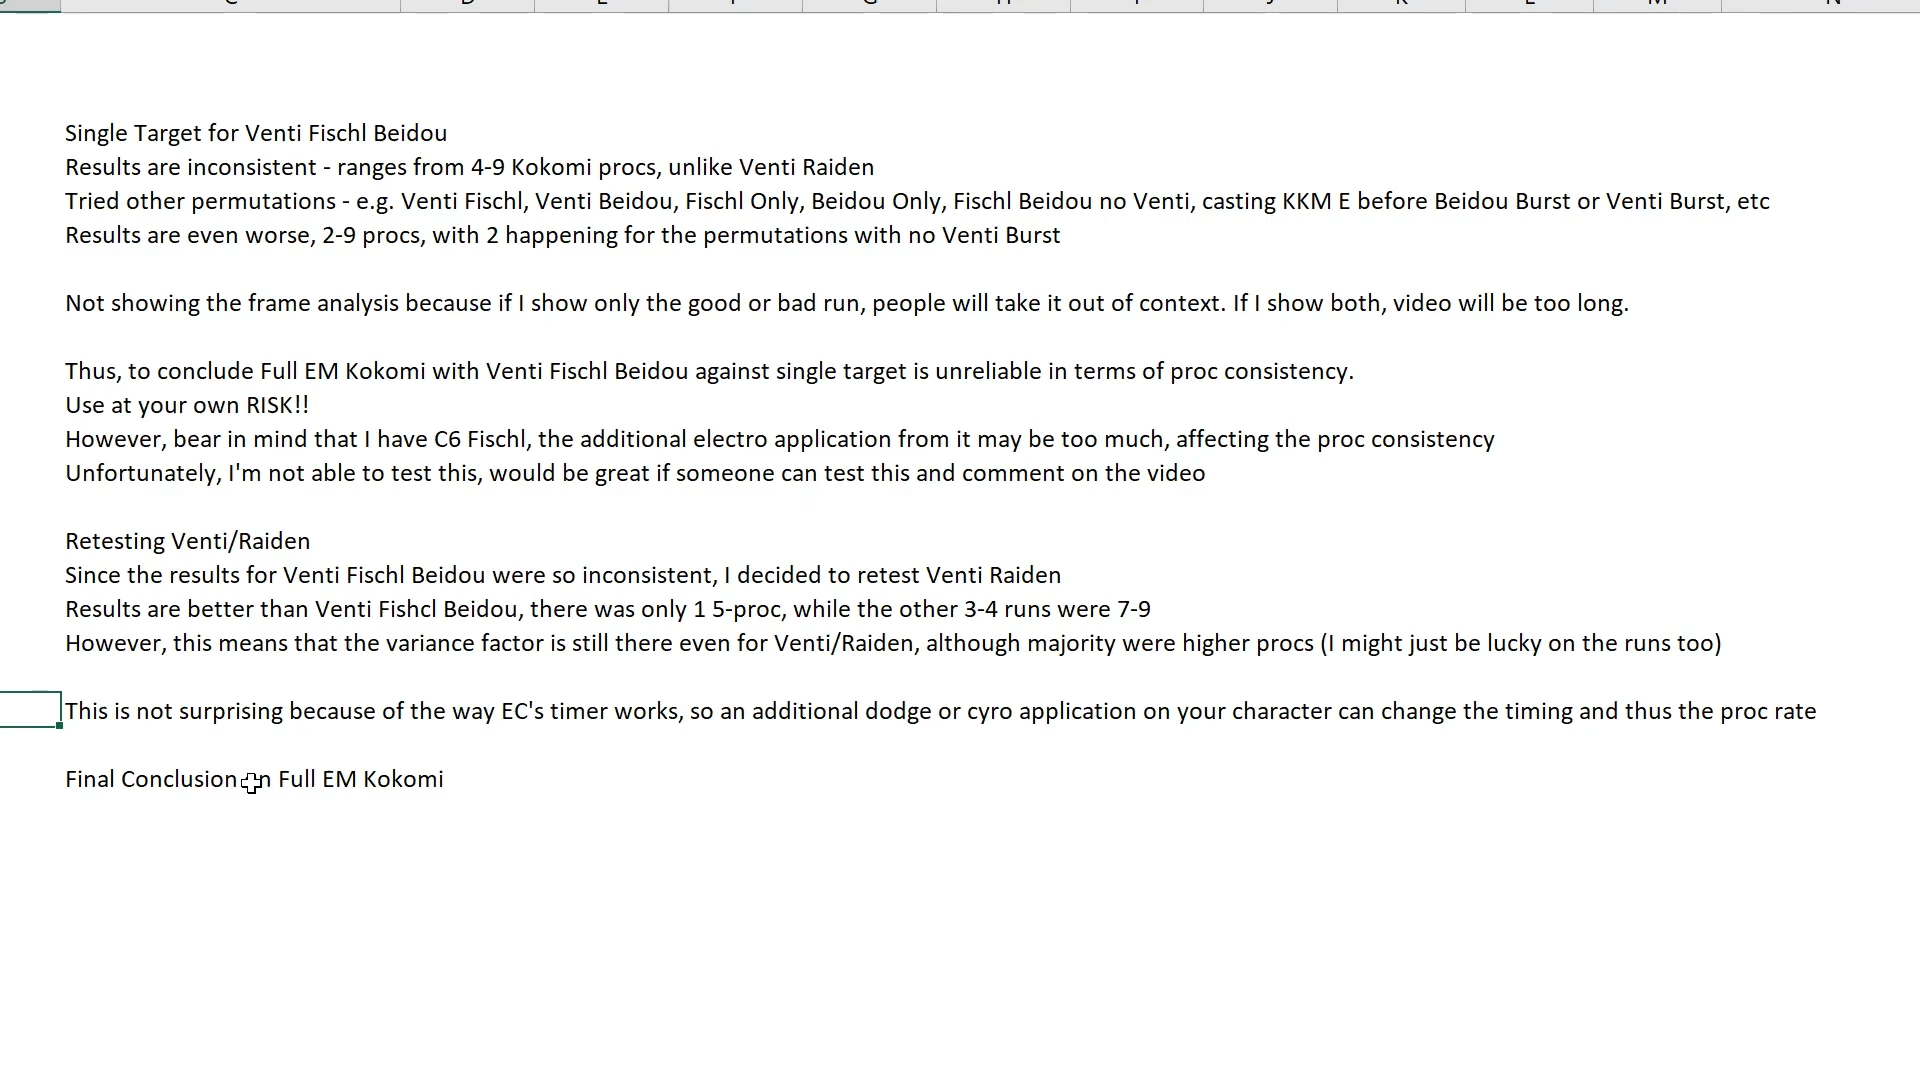 Single Target for Venti Fischl Beidou
Results are inconsistent - ranges from 4-9 Kokomi procs, unlike Venti Raiden
Tried other permutations - e.g. Venti Fischl, Venti Beidou, Fischl Only, Beidou Only, Fischl Beidou no Venti, casting KKM E before Beidou Burst or Venti Burst, etc
Results are even worse, 2-9 procs, with 2 happening for the permutations with no Venti Burst
Not showing the frame analysis because if I show only the good or bad run, people will take it out of context. If I show both, video will be too long.
Thus, to conclude Full EM Kokomi with Venti Fischl Beidou against single target is unreliable in terms of proc consistency.
Use at your own RISK!!
However, bear in mind that I have C6 Fischl, the additional electro application from it may be too much, affecting the proc consistency
Unfortunately, I'm not able to test this, would be great if someone can test this and comment on the video
Retesting Venti/Raiden
Since the results for Venti Fischl Beidou were so inconsistent, I decided to retest Venti Raiden
Results are better than Venti Fishcl Beidou, there was only 1 5-proc, while the other 3-4 runs were 7-9
However, this means that the variance factor is still there even for Venti/Raiden, although majority were higher procs (I might just be lucky on the runs too)
This is not surprising because of the way EC's timer works, so an additional dodge or cyro application on your character can change the timing and thus the proc rate
Final Conclusion Full EM Kokomi